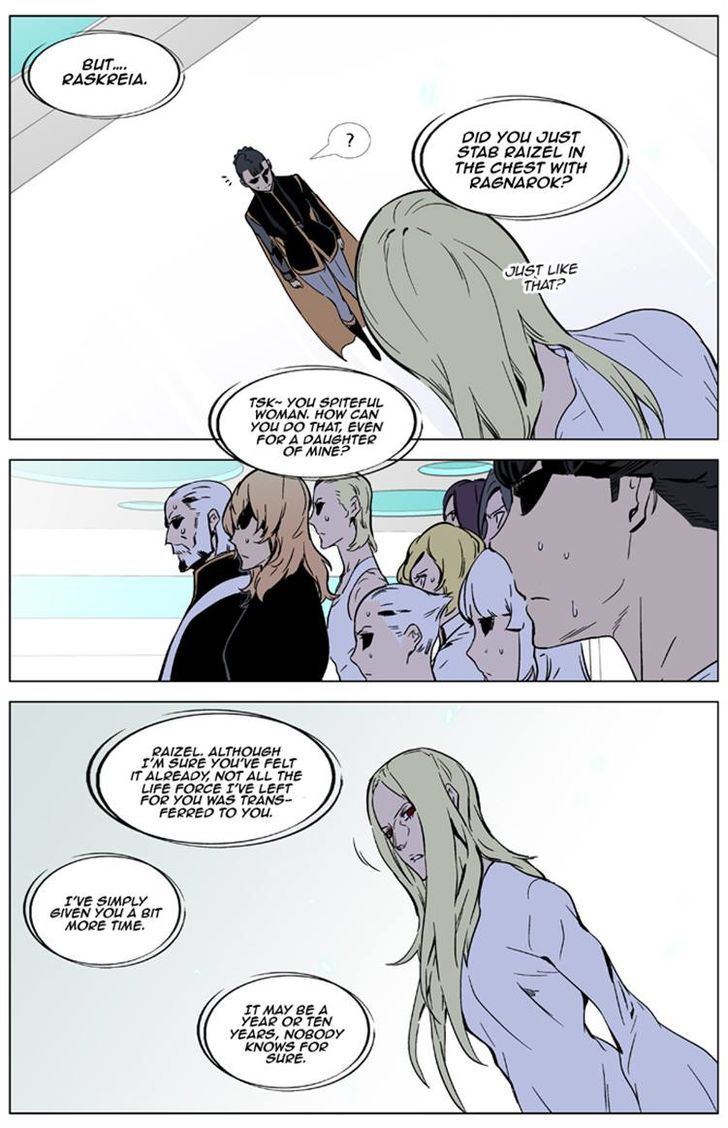 BUT....
RASKREIA.
?
DID YOU JUST
STAB RAIZEL IN
THE CHEST WITH
RAGNAROK?
JUST LIKE
THAT?
TSK~ YOU SPITEFUL
WOMAN. HOW CAN
YOU DO THAT, EVEN
FOR A DAUGHTER
OF MINE?
RAIZEL. ALTHOUGH
I'M SURE YOU'VE FELT
IT ALREADY, NOT ALL THE
LIFE FORCE I'VE LEFT
FOR YOU WAS TRANS-
FERRED TO YOU.
I'VE SIMPLY
GIVEN YOU A BIT
MORE TIME.
IT MAY BE A
YEAR OR TEN
YEARS, NOBODY
KNOWS FOR
SURE.